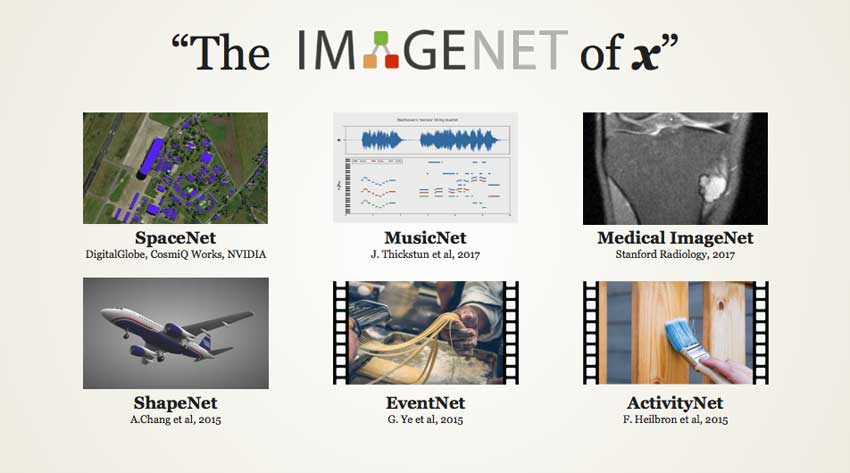 “The IMAGENET of x”
SpaceNet
DigitalGlobe, CosmiQ Works, NVIDIA
MusicNet
J. Thickstun et al, 2017
Medical ImageNet
Stanford Radiology, 2017
ShapeNet
A.Chang et al, 2015
EventNet
G. Ye et al, 2015
ActivityNet
F. Heilbron et al, 2015